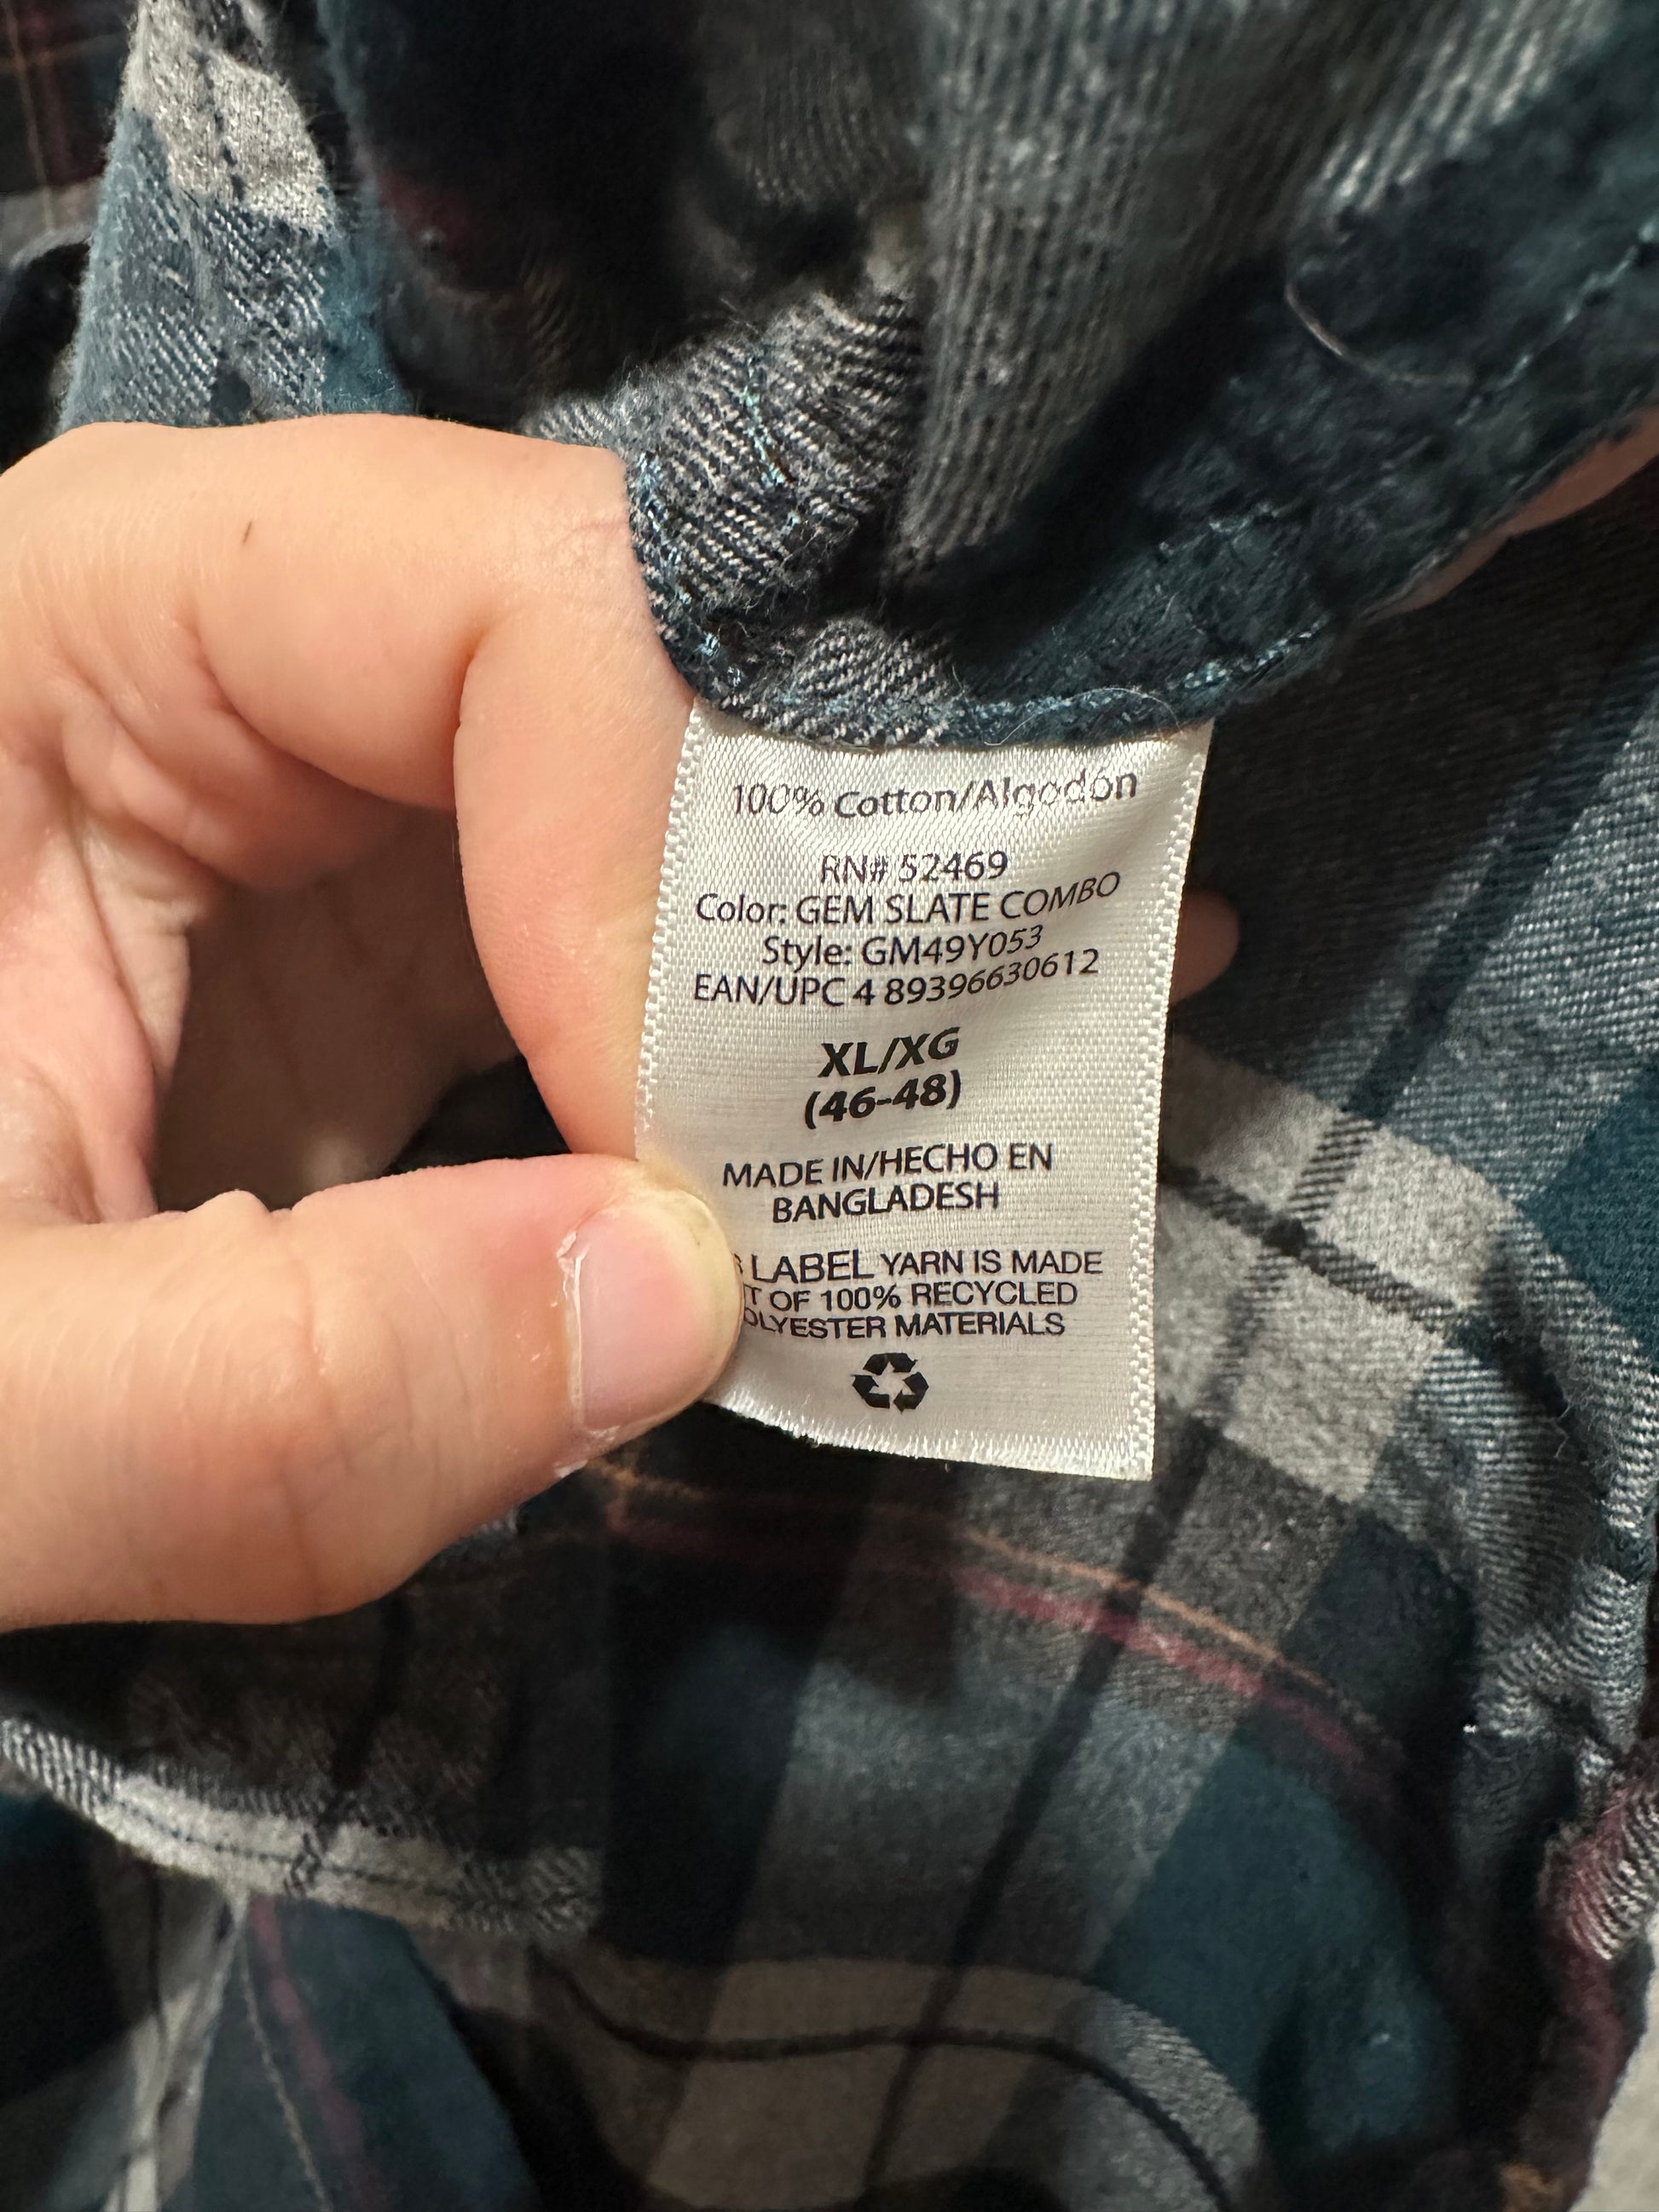 100% Cotton/Algodón
RN# 52469
Color: GEM SLATE COMBO
Style: GM49Y053
EAN/UPC 4 89396630612
XL/XG
(46-48)
MADE IN/HECHO EN
BANGLADESH
LABEL YARN IS MADE
OF 100% RECYCLED
MATERIALS